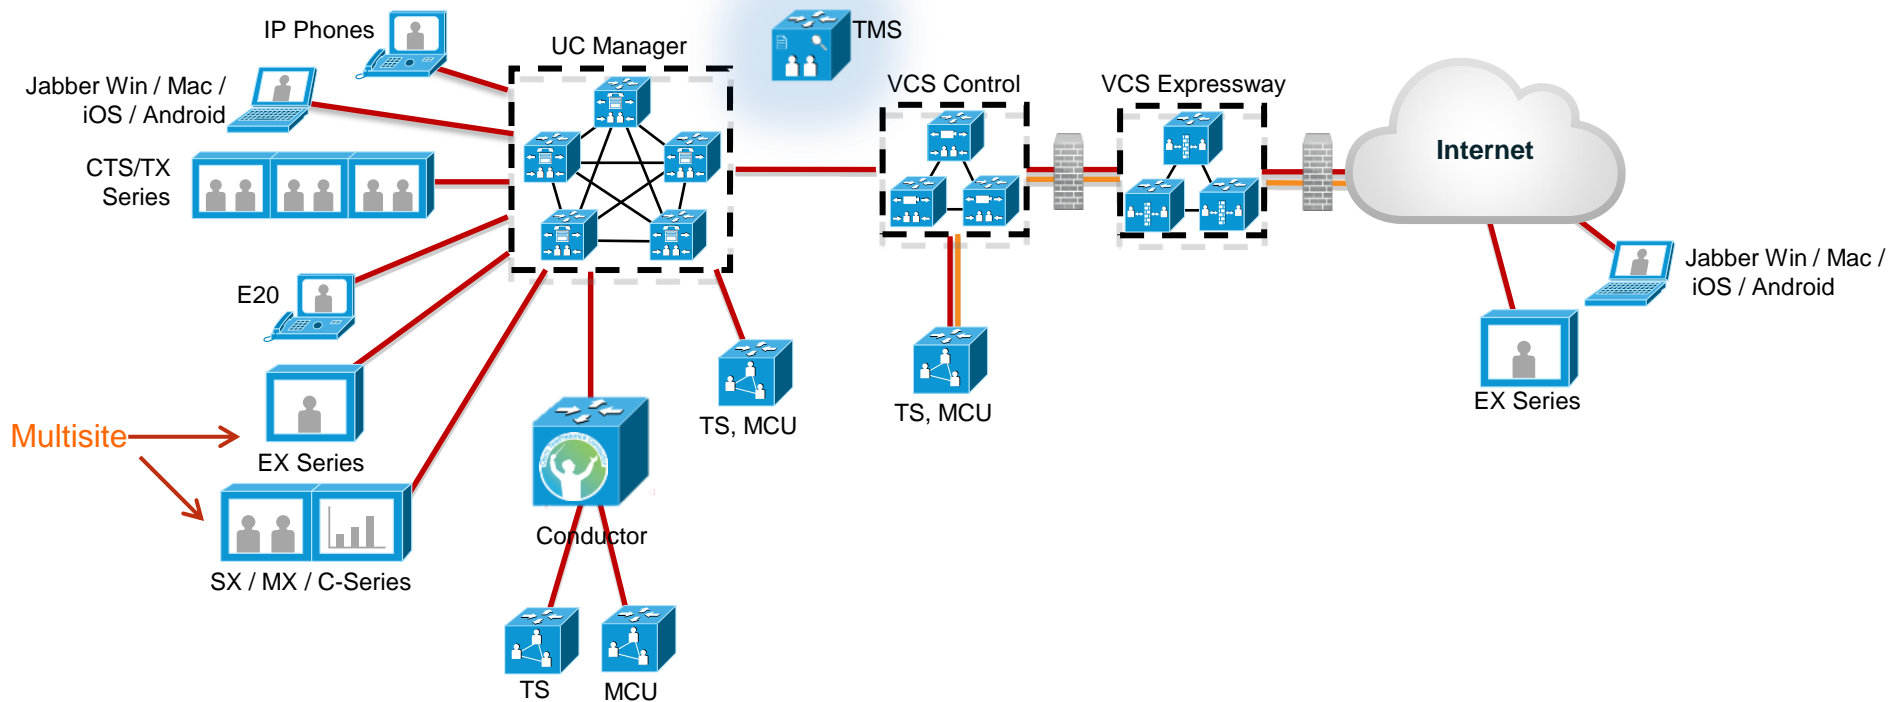 IP Phones
UC Manager
TMS
Jabber Win / Mac /
iOS / Android
VCS Control
VCS Expressway
CTS/TX
Series
Internet
E20
Jabber Win / Mac /
iOS / Android
TS, MCU
TS, MCU
EX Series
Multisite
EX Series
Conductor
SX / MX / C-Series
TS
MCU